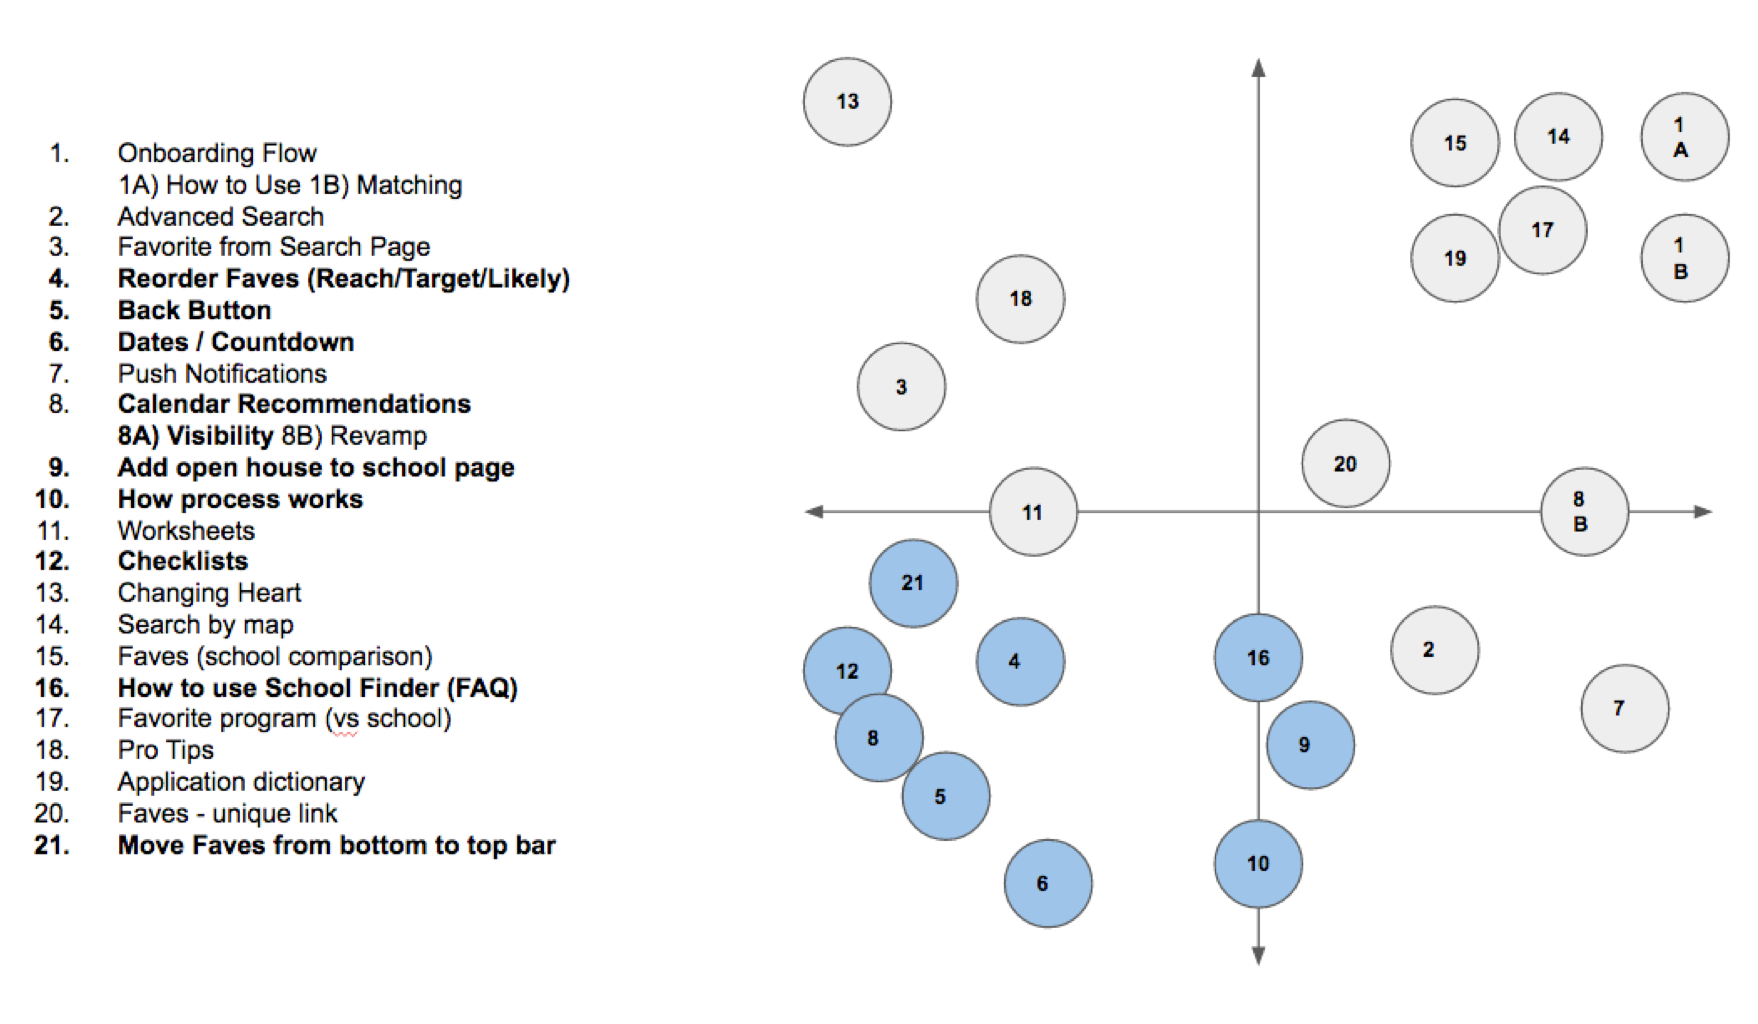 1. Onboarding Flow
1A) How to Use 1B) Matching
2. Advanced Search
3. Favorite from Search Page
4. Reorder Faves (Reach/Target/Likely)
5. Back Button
6. Dates / Countdown
7. Push Notifications
8. Calendar Recommendations
8A) Visibility 8B) Revamp
9. Add open house to school page
10. How process works
11. Worksheets
12. Checklists
13. Changing Heart
14. Search by map
15. Faves (school comparison)
16. How to use School Finder (FAQ)
17. Favorite program (vs school)
18. Pro Tips
19. Application dictionary
20. Faves - unique link
21. Move Faves from bottom to top bar
13
15
14
1
A
17
19
1
B
18
3
20
11
8
B
21
12
4
16
2
8
9
7
5
10
6